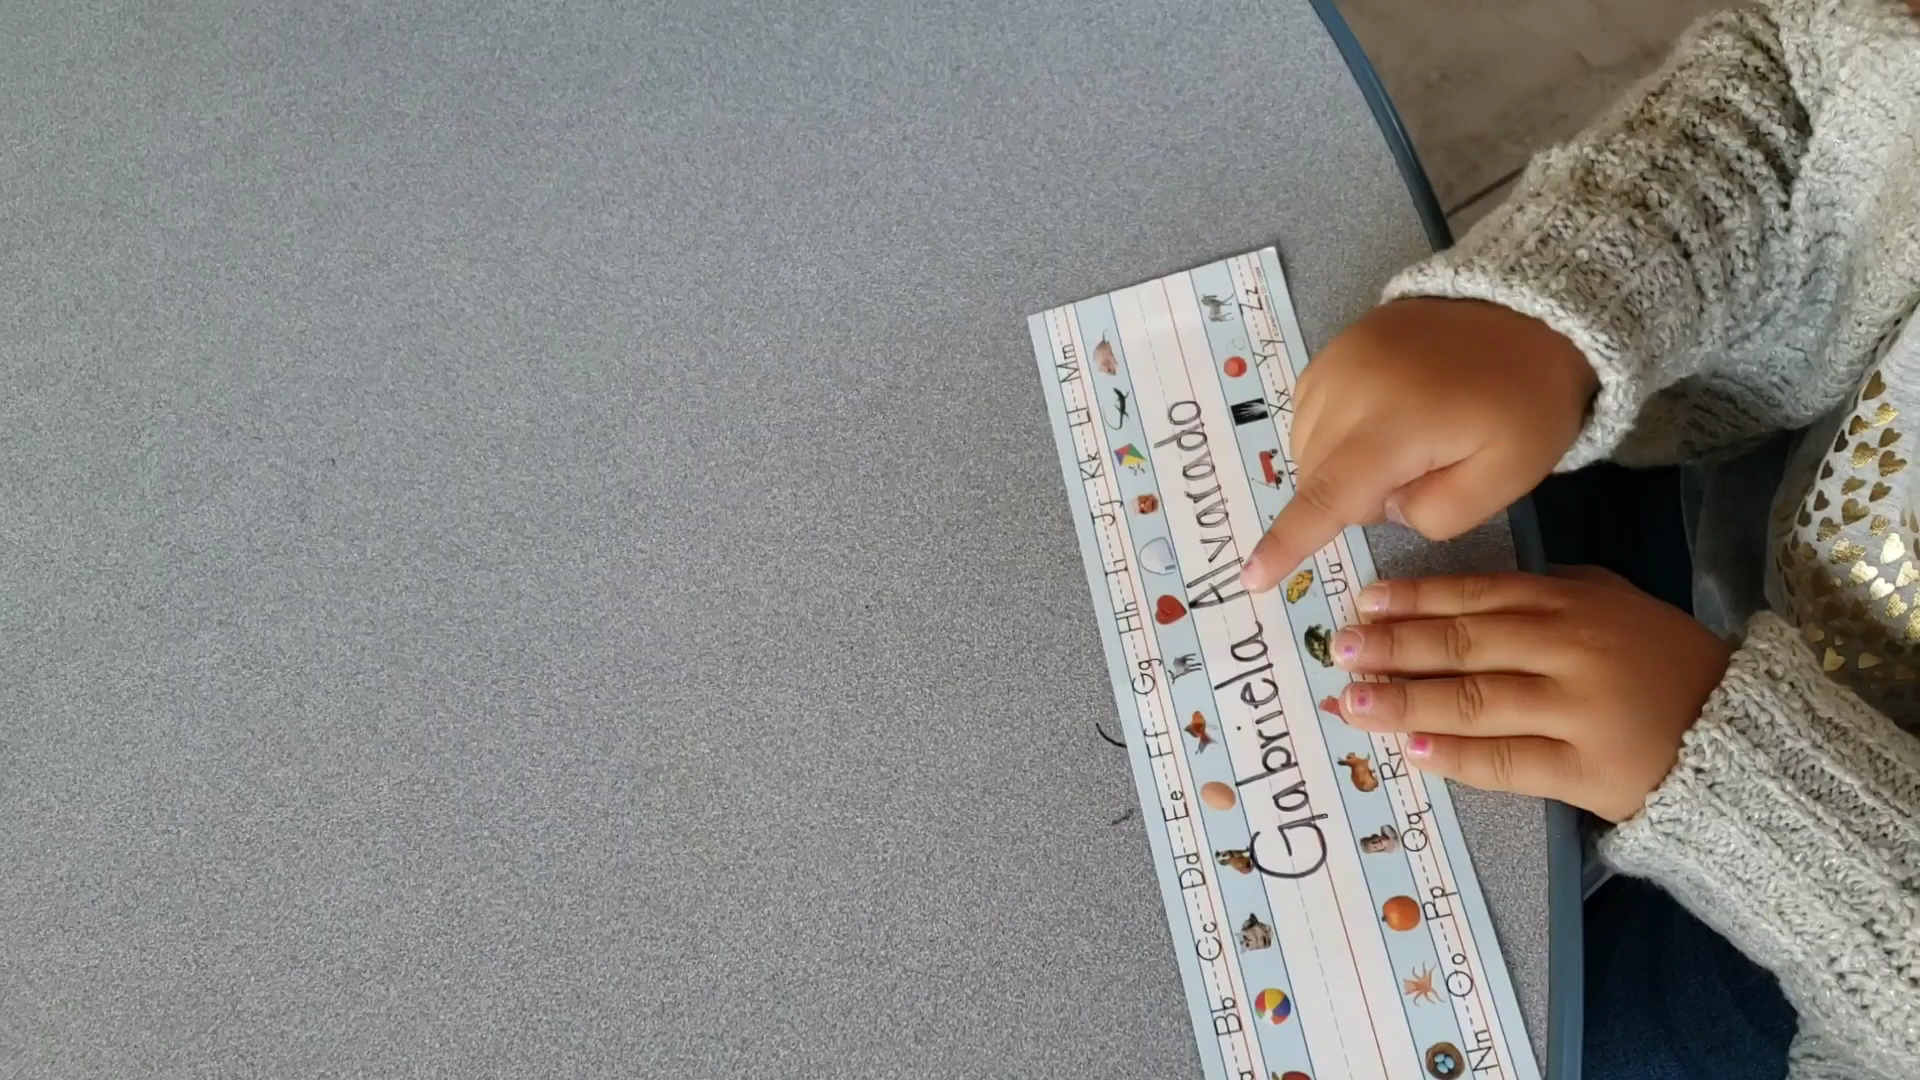 Bb Cc Dd Ee Ff Gg Hh Ii Jj Kk Ll Mm
Gabriela Alvarado
Nn Oo Pp Qq Rr Uu Xx Yy Zz